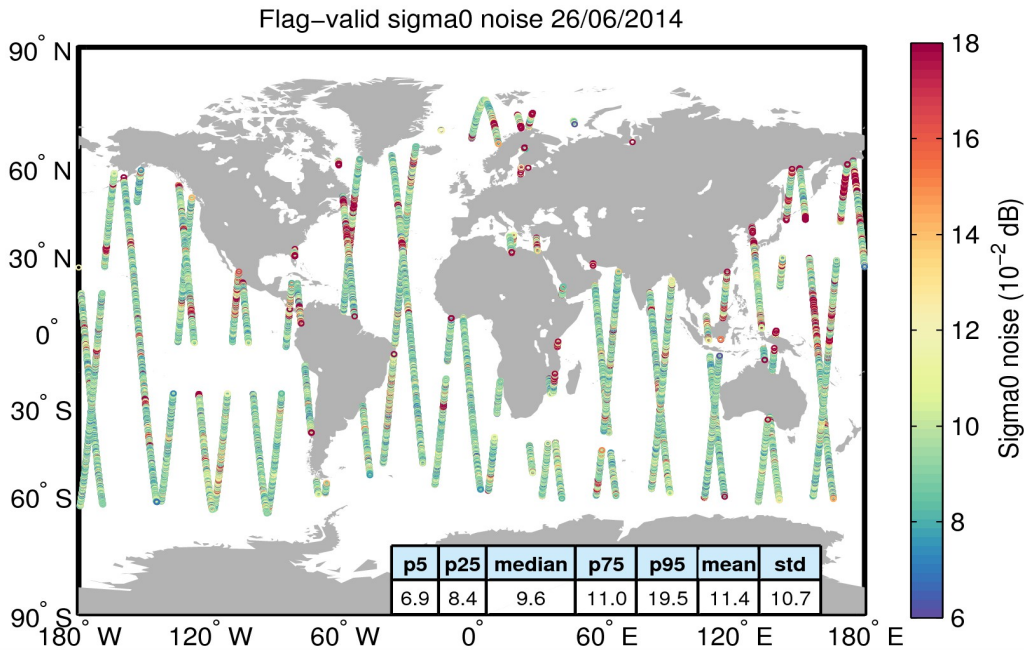 Flag−valid sigma0 noise 26/06/2014
90° N
60° N
30° N
0°
30° S
60° S
90° S
180° W 120° W 60° W 0° 60° E 120° E 180° E
p5 p25 median p75 p95 mean std
6.9 8.4 9.6 11.0 19.5 11.4 10.7
18
16
14
12
10
8
6
Sigma0 noise (10⁻² dB)